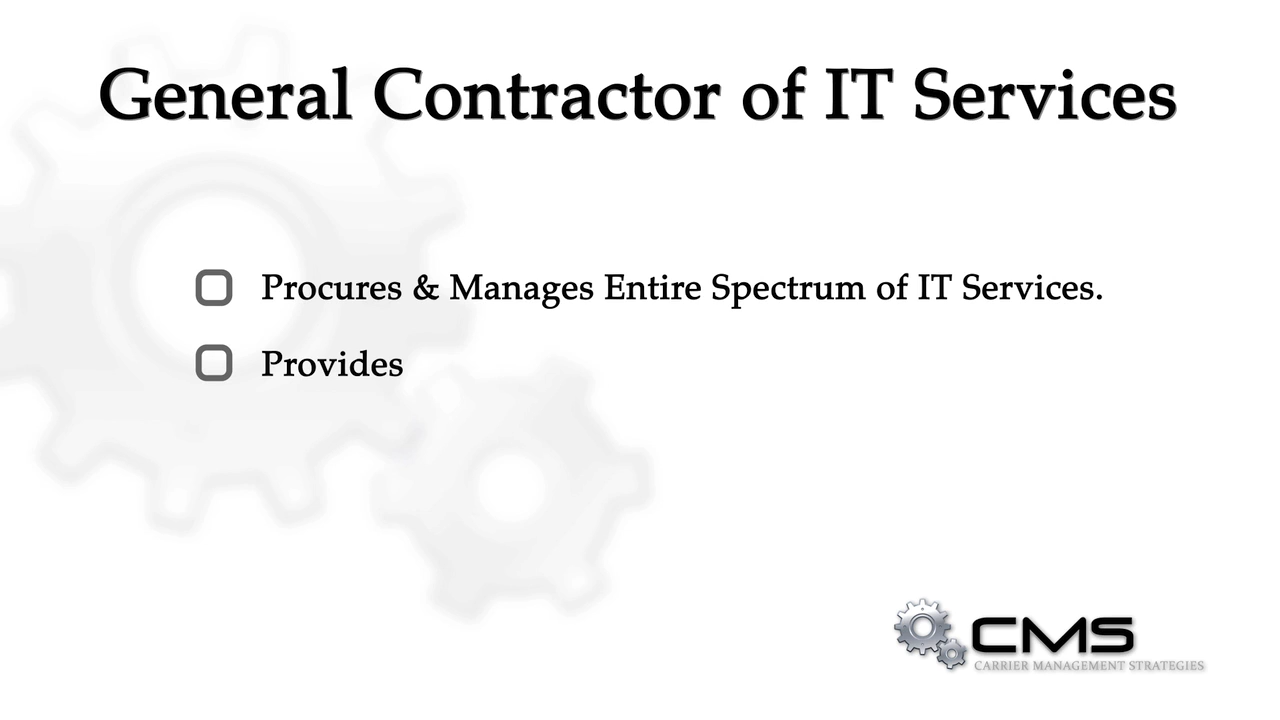 General Contractor of IT Services
Procures & Manages Entire Spectrum of IT Services.
Provides
CMS
CARRIER MANAGEMENT STRATEGIES